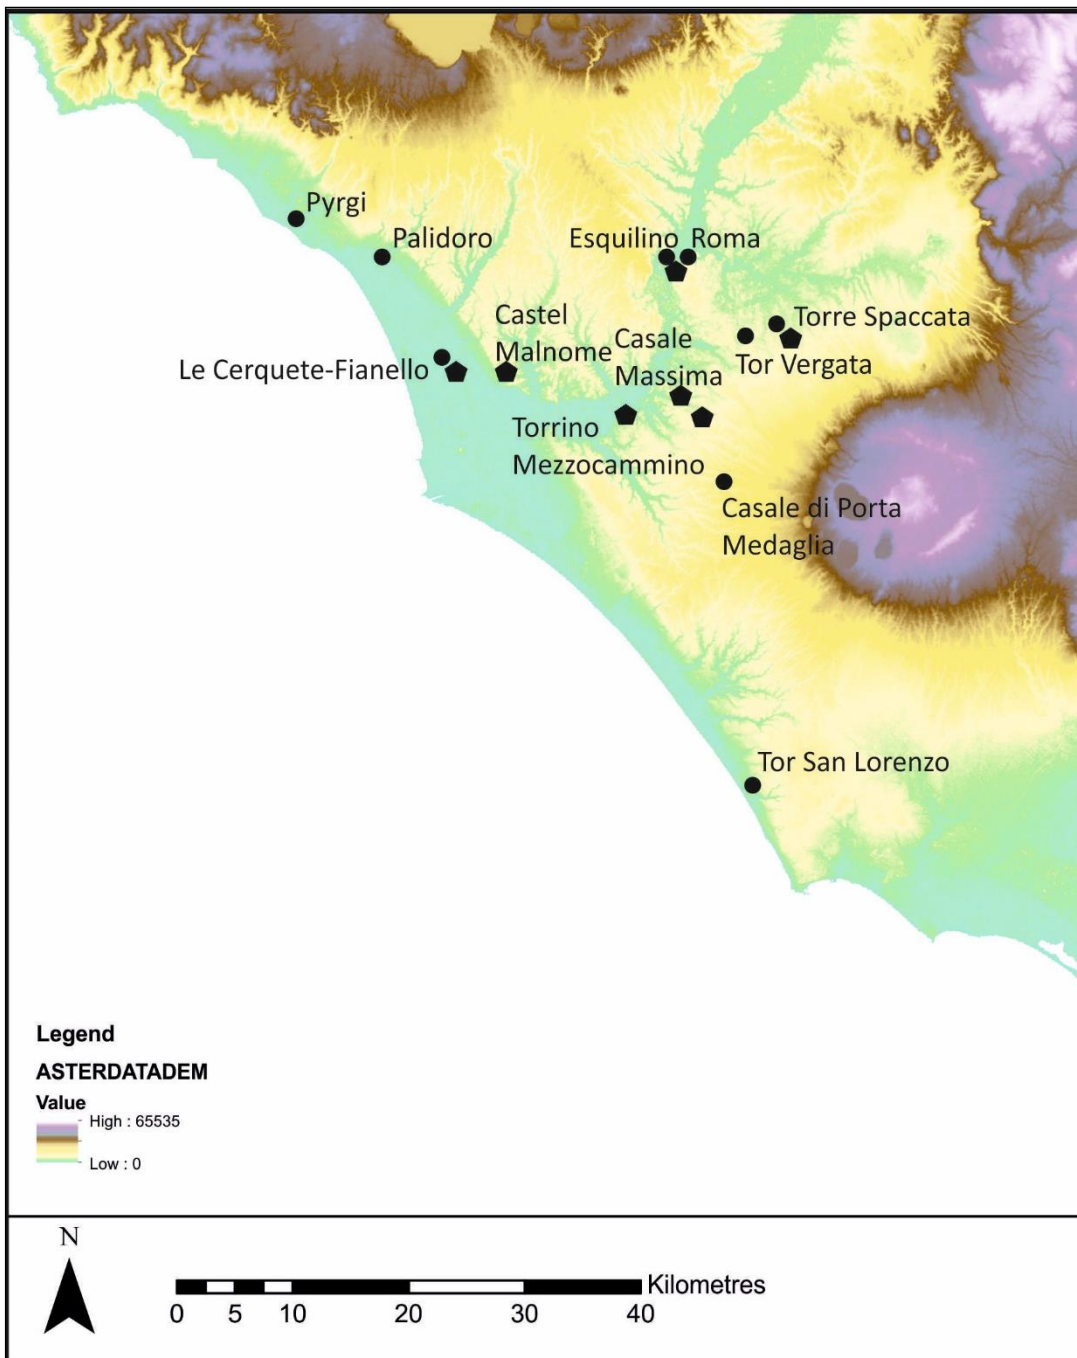 Pyrgi
Palidoro
Esquilino Roma
Castel
Malnome
Casale
Massima
Torre Spaccata
Tor Vergata
Le Cerquete-Fianello
Torrino
Mezzocammino
Casale di Porta
Medaglia
Tor San Lorenzo
Legend
ASTERDATADEM
Value
High : 65535
Low : 0
N
Kilometres
0 5 10 20 30 40